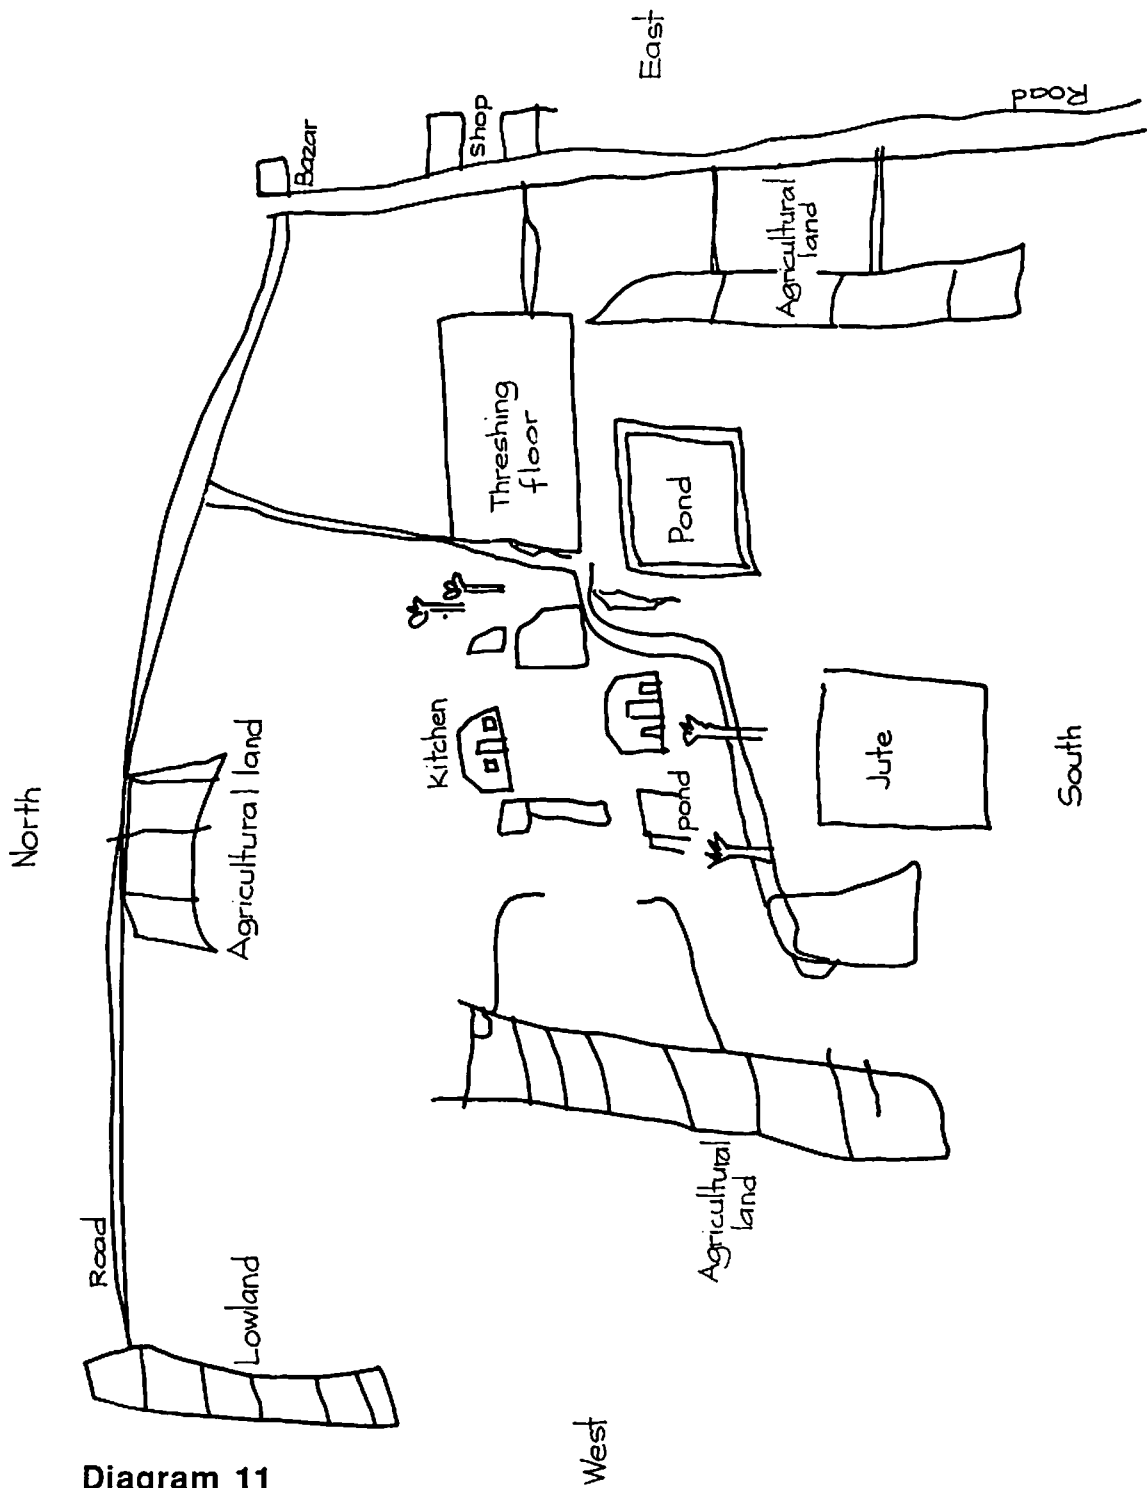 North
Road
Lowland
Agricultural land
Bazar
Kitchen
shop
Threshing
floor
West
East
Pond
pond
Agricultural
land
Agricultural
land
Jute
Road
South
Diagram 11